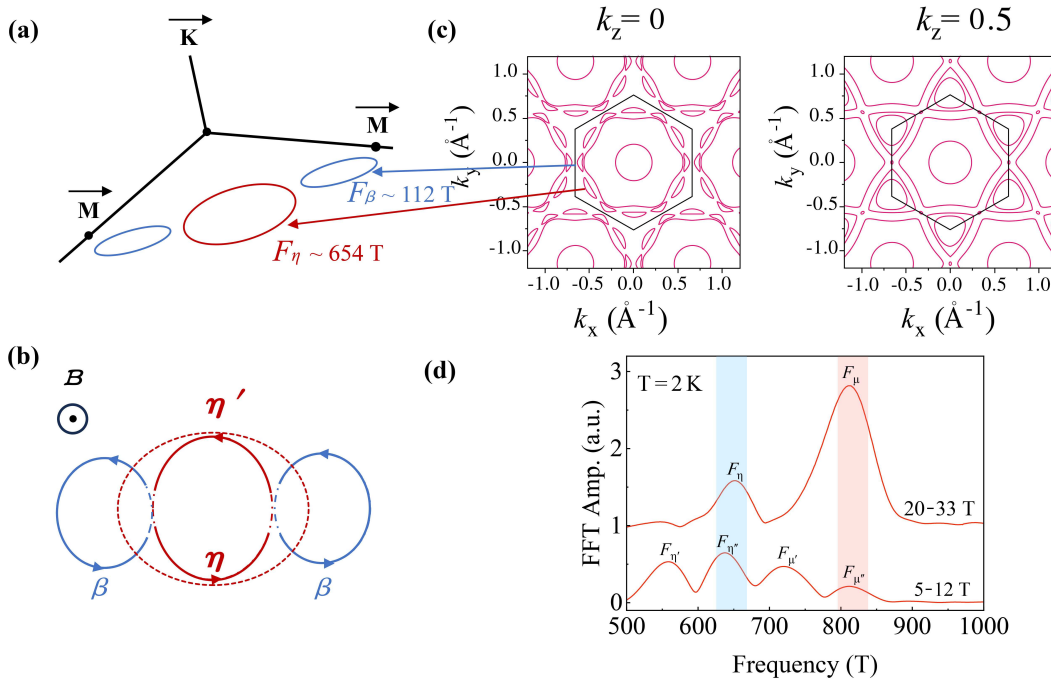 (a)
K
M
M
Fβ ~ 112 T
Fη ~ 654 T
(b)
B
η′
η
β
β
(c)
kz= 0
1.0
0.5
0.0
-0.5
-1.0
ky (Å-1)
-1.0 -0.5 0.0 0.5 1.0
kx (Å-1)
kz= 0.5
1.0
0.5
0.0
-0.5
-1.0
ky (Å-1)
-1.0 -0.5 0.0 0.5 1.0
kx (Å-1)
(d)
T = 2 K
Fμ
Fη
20-33 T
Fη′
Fη″
Fμ′
Fμ″
5-12 T
3
2
1
0
FFT Amp. (a.u.)
500 600 700 800 900 1000
Frequency (T)